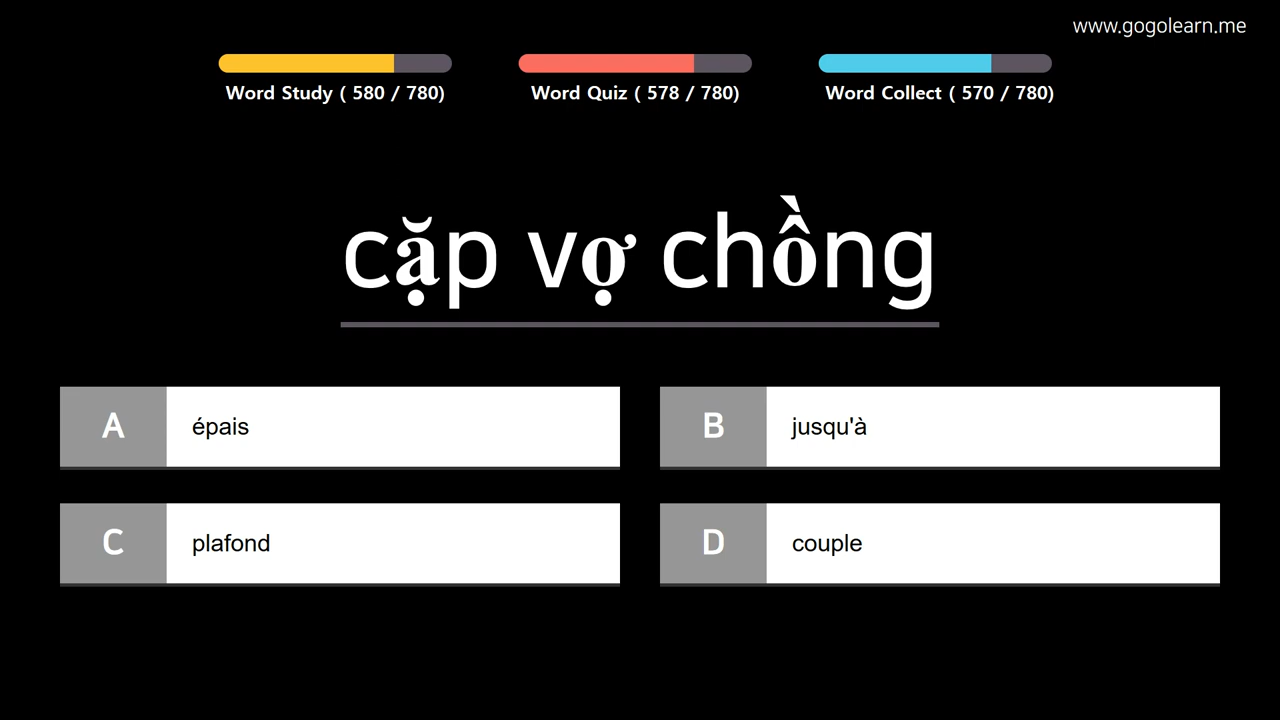 www.gogolearn.me
Word Study ( 580 / 780)
Word Quiz ( 578 / 780)
Word Collect ( 570 / 780)
cặp vợ chồng
A épais
B jusqu'à
C plafond
D couple